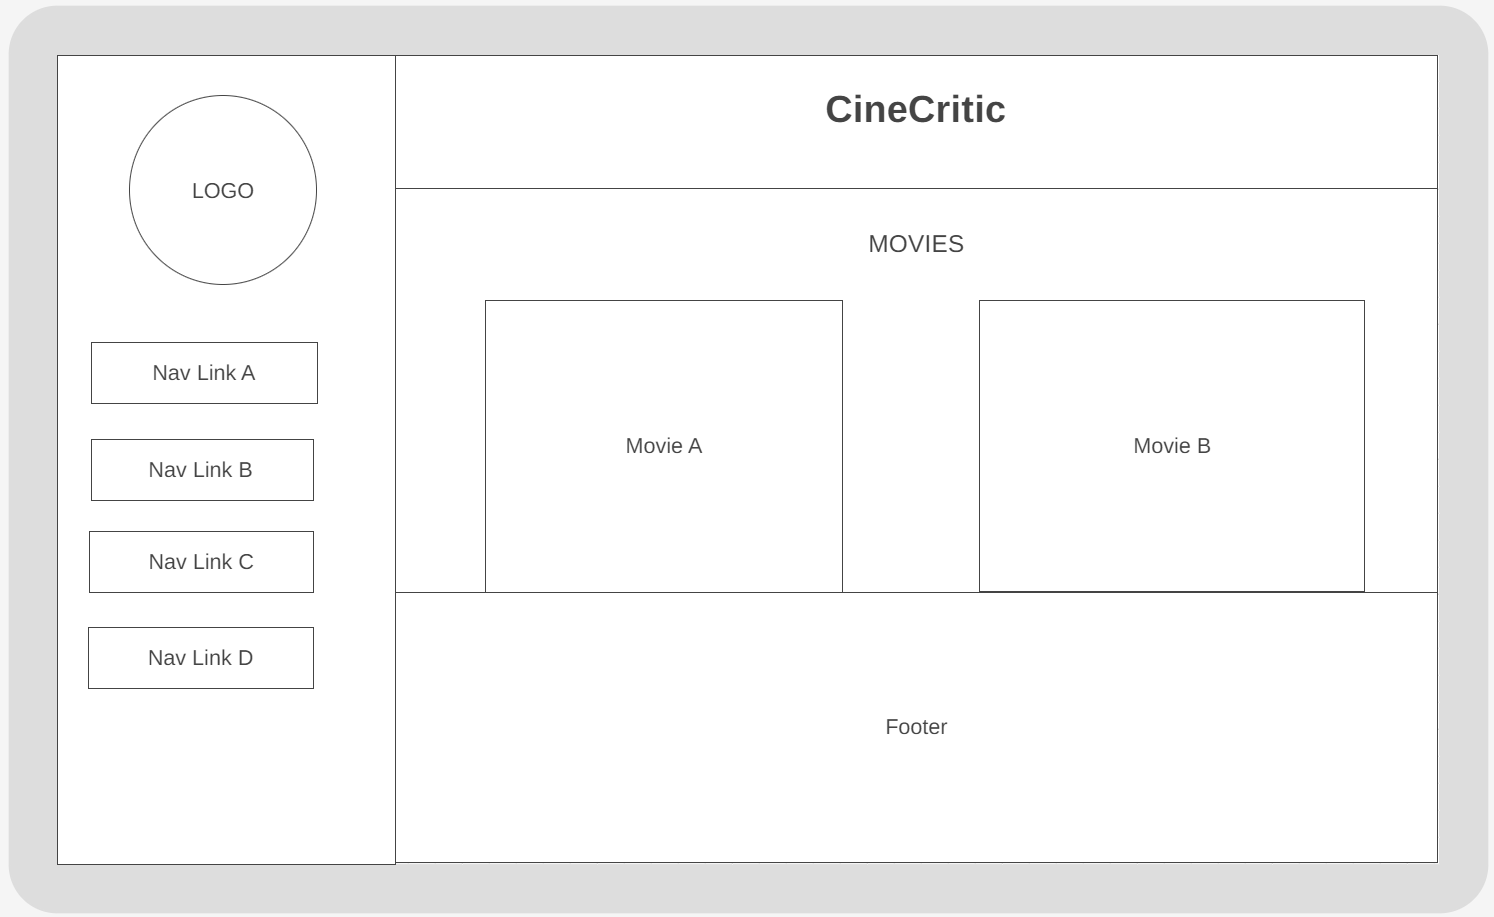 LOGO
Nav Link A
Nav Link B
Nav Link C
Nav Link D
CineCritic
MOVIES
Movie A
Movie B
Footer